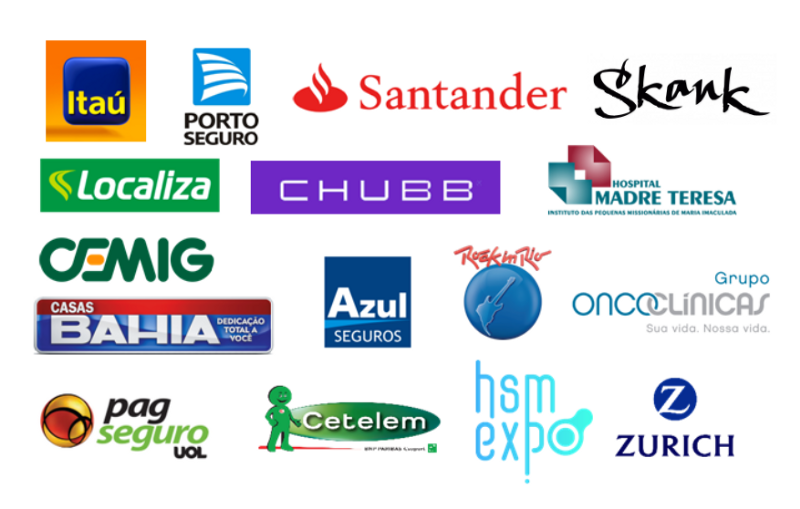 Itaú
PORTO
SEGURO
Santander
Skank
Localiza
CHUBB
HOSPITAL
MADRE TERESA
INSTITUTO DAS PEQUENAS MISSIONÁRIAS DE MARIA IMACULADA
CEMIG
CASAS
BAHIA
DEDICAÇÃO
TOTAL A
VOCÊ
Azul
SEGUROS
Rock in Rio
Grupo
ONCOCLÍNICAS
Sua vida. Nossa vida.
pag
seguro
UOL
Cetelem
BNP PARIBAS
hsm
expo
Z
ZURICH